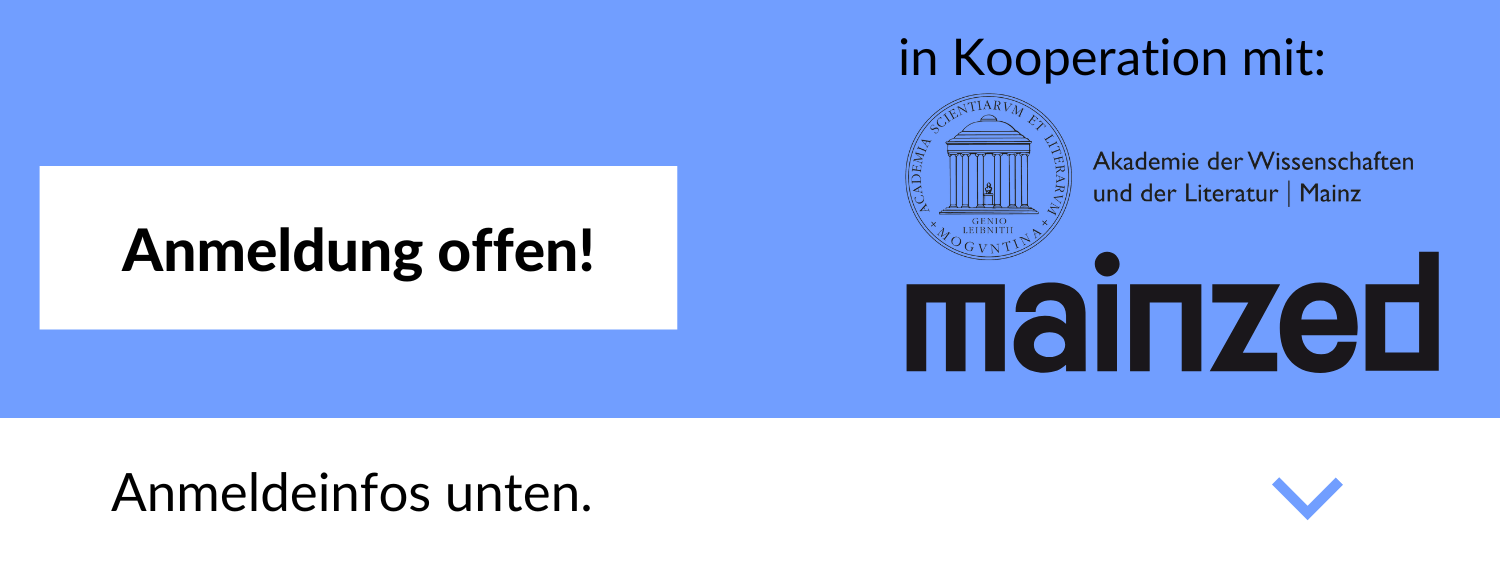 in Kooperation mit:
ACADEMIA SCIENTIARVM ET LITERARVM
+ MOGVNTINA +
GENIO
LEIBNITII
Akademie der Wissenschaften
und der Literatur | Mainz
Anmeldung offen!
mainzed
Anmeldeinfos unten.